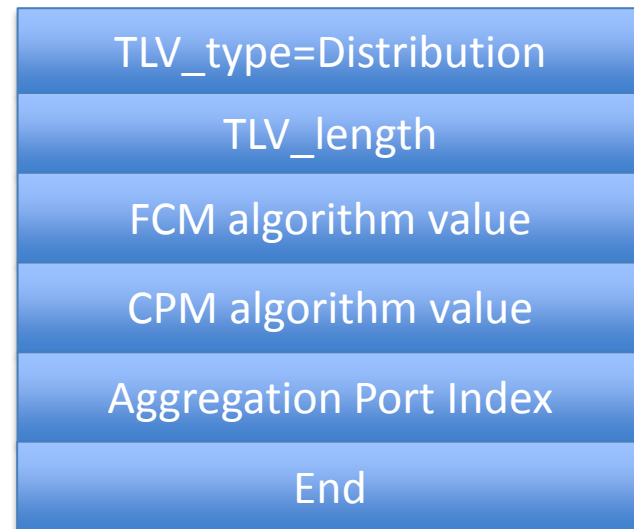 TLV_type=Distribution
TLV_length
FCM algorithm value
CPM algorithm value
Aggregation Port Index
End